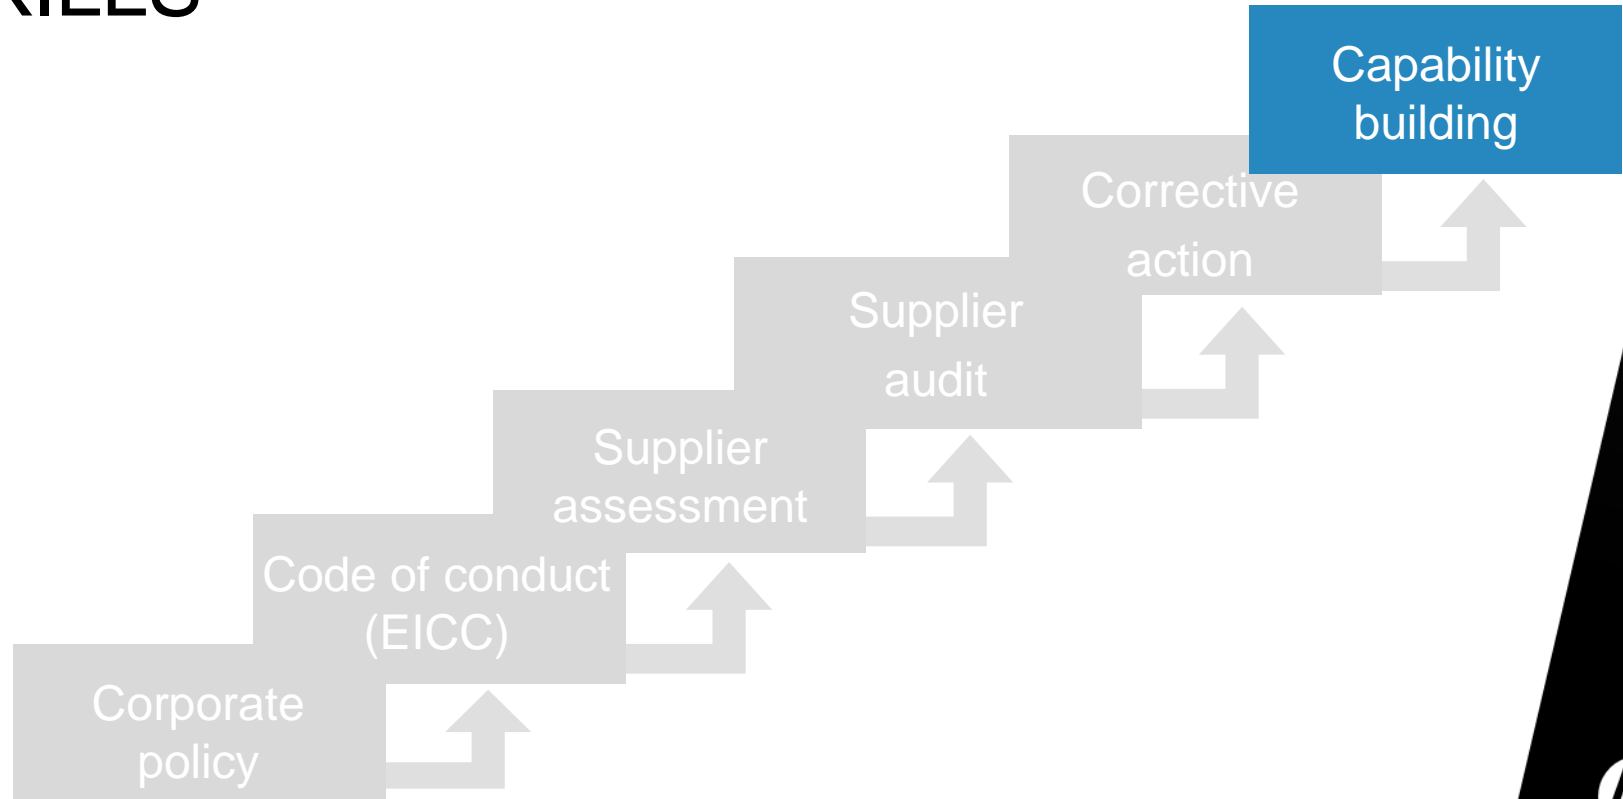 Capability
building
Corrective
action
Supplier
audit
Supplier
assessment
Code of conduct
(EICC)
Corporate
policy